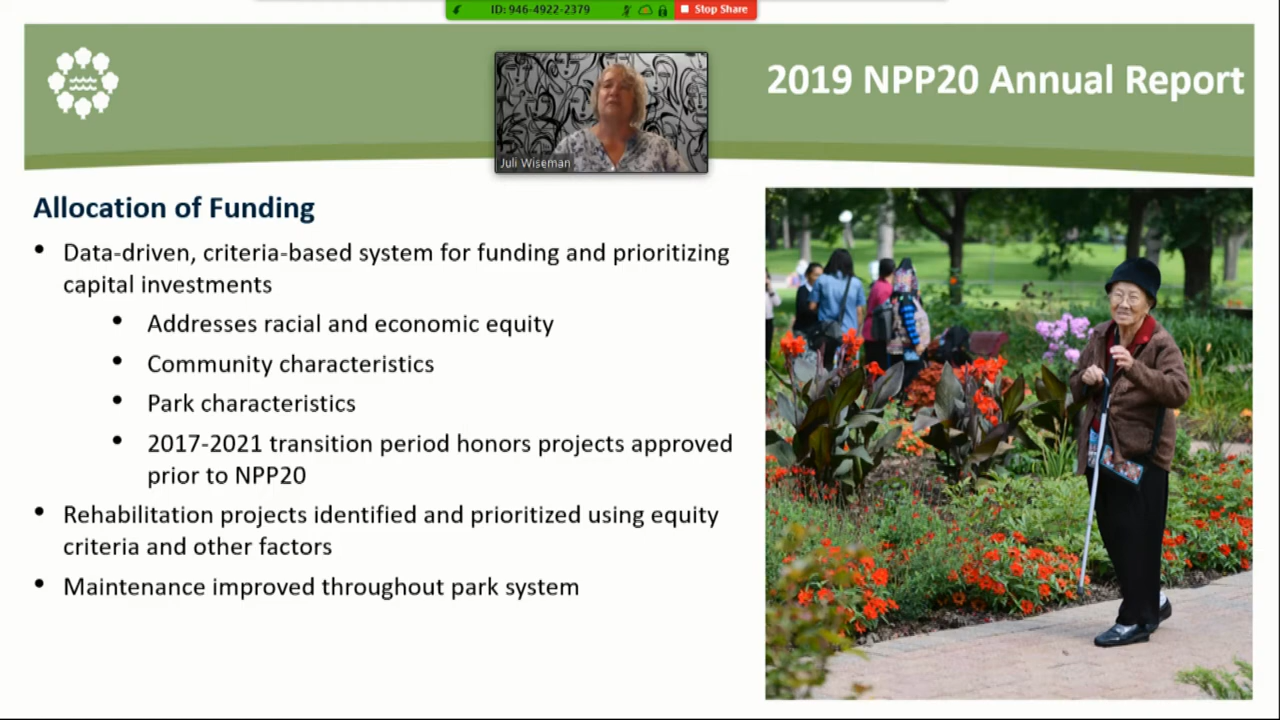 ID: 946-4922-2379
Stop Share
2019 NPP20 Annual Report
Juli Wiseman
Allocation of Funding
• Data-driven, criteria-based system for funding and prioritizing
capital investments
• Addresses racial and economic equity
• Community characteristics
• Park characteristics
• 2017-2021 transition period honors projects approved
prior to NPP20
• Rehabilitation projects identified and prioritized using equity
criteria and other factors
• Maintenance improved throughout park system